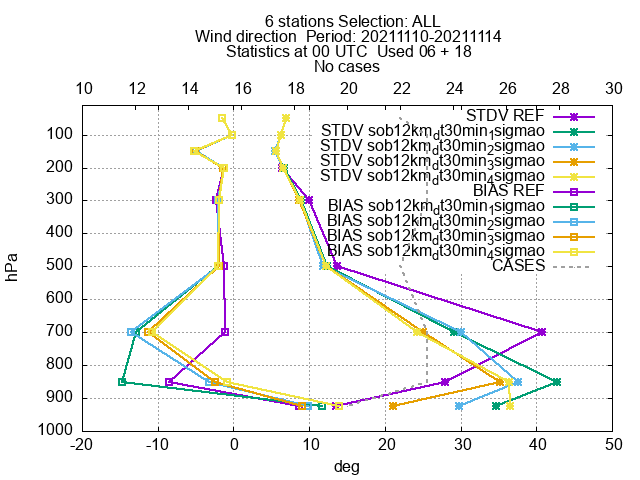 6 stations Selection: ALL
Wind direction  Period: 20211110-20211114
Statistics at 00 UTC  Used 06 + 18
No cases
10 12 14 16 18 20 22 24 26 28 30
STDV REF
STDV sob12km_dt30min_1sigmao
STDV sob12km_dt30min_2sigmao
STDV sob12km_dt30min_3sigmao
STDV sob12km_dt30min_4sigmao
BIAS REF
BIAS sob12km_dt30min_1sigmao
BIAS sob12km_dt30min_2sigmao
BIAS sob12km_dt30min_3sigmao
BIAS sob12km_dt30min_4sigmao
CASES
100
200
300
400
500
600
700
800
900
1000
hPa
-20 -10 0 10 20 30 40 50
deg